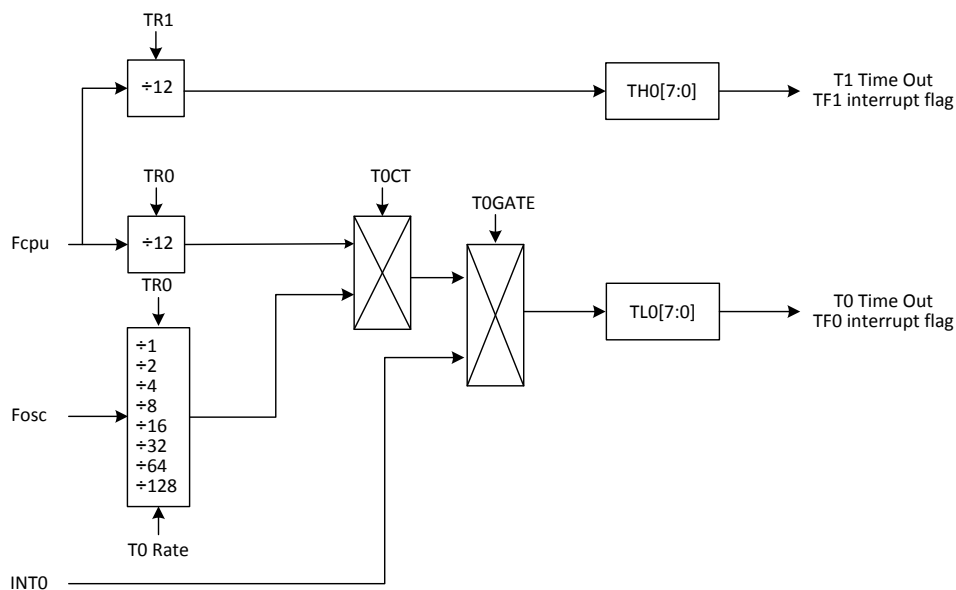 TR1
÷12
TH0[7:0]
T1 Time Out
TF1 interrupt flag
TR0
T0CT
T0GATE
Fcpu
÷12
TR0
TL0[7:0]
T0 Time Out
TF0 interrupt flag
÷1
÷2
÷4
÷8
÷16
÷32
÷64
÷128
Fosc
T0 Rate
INT0